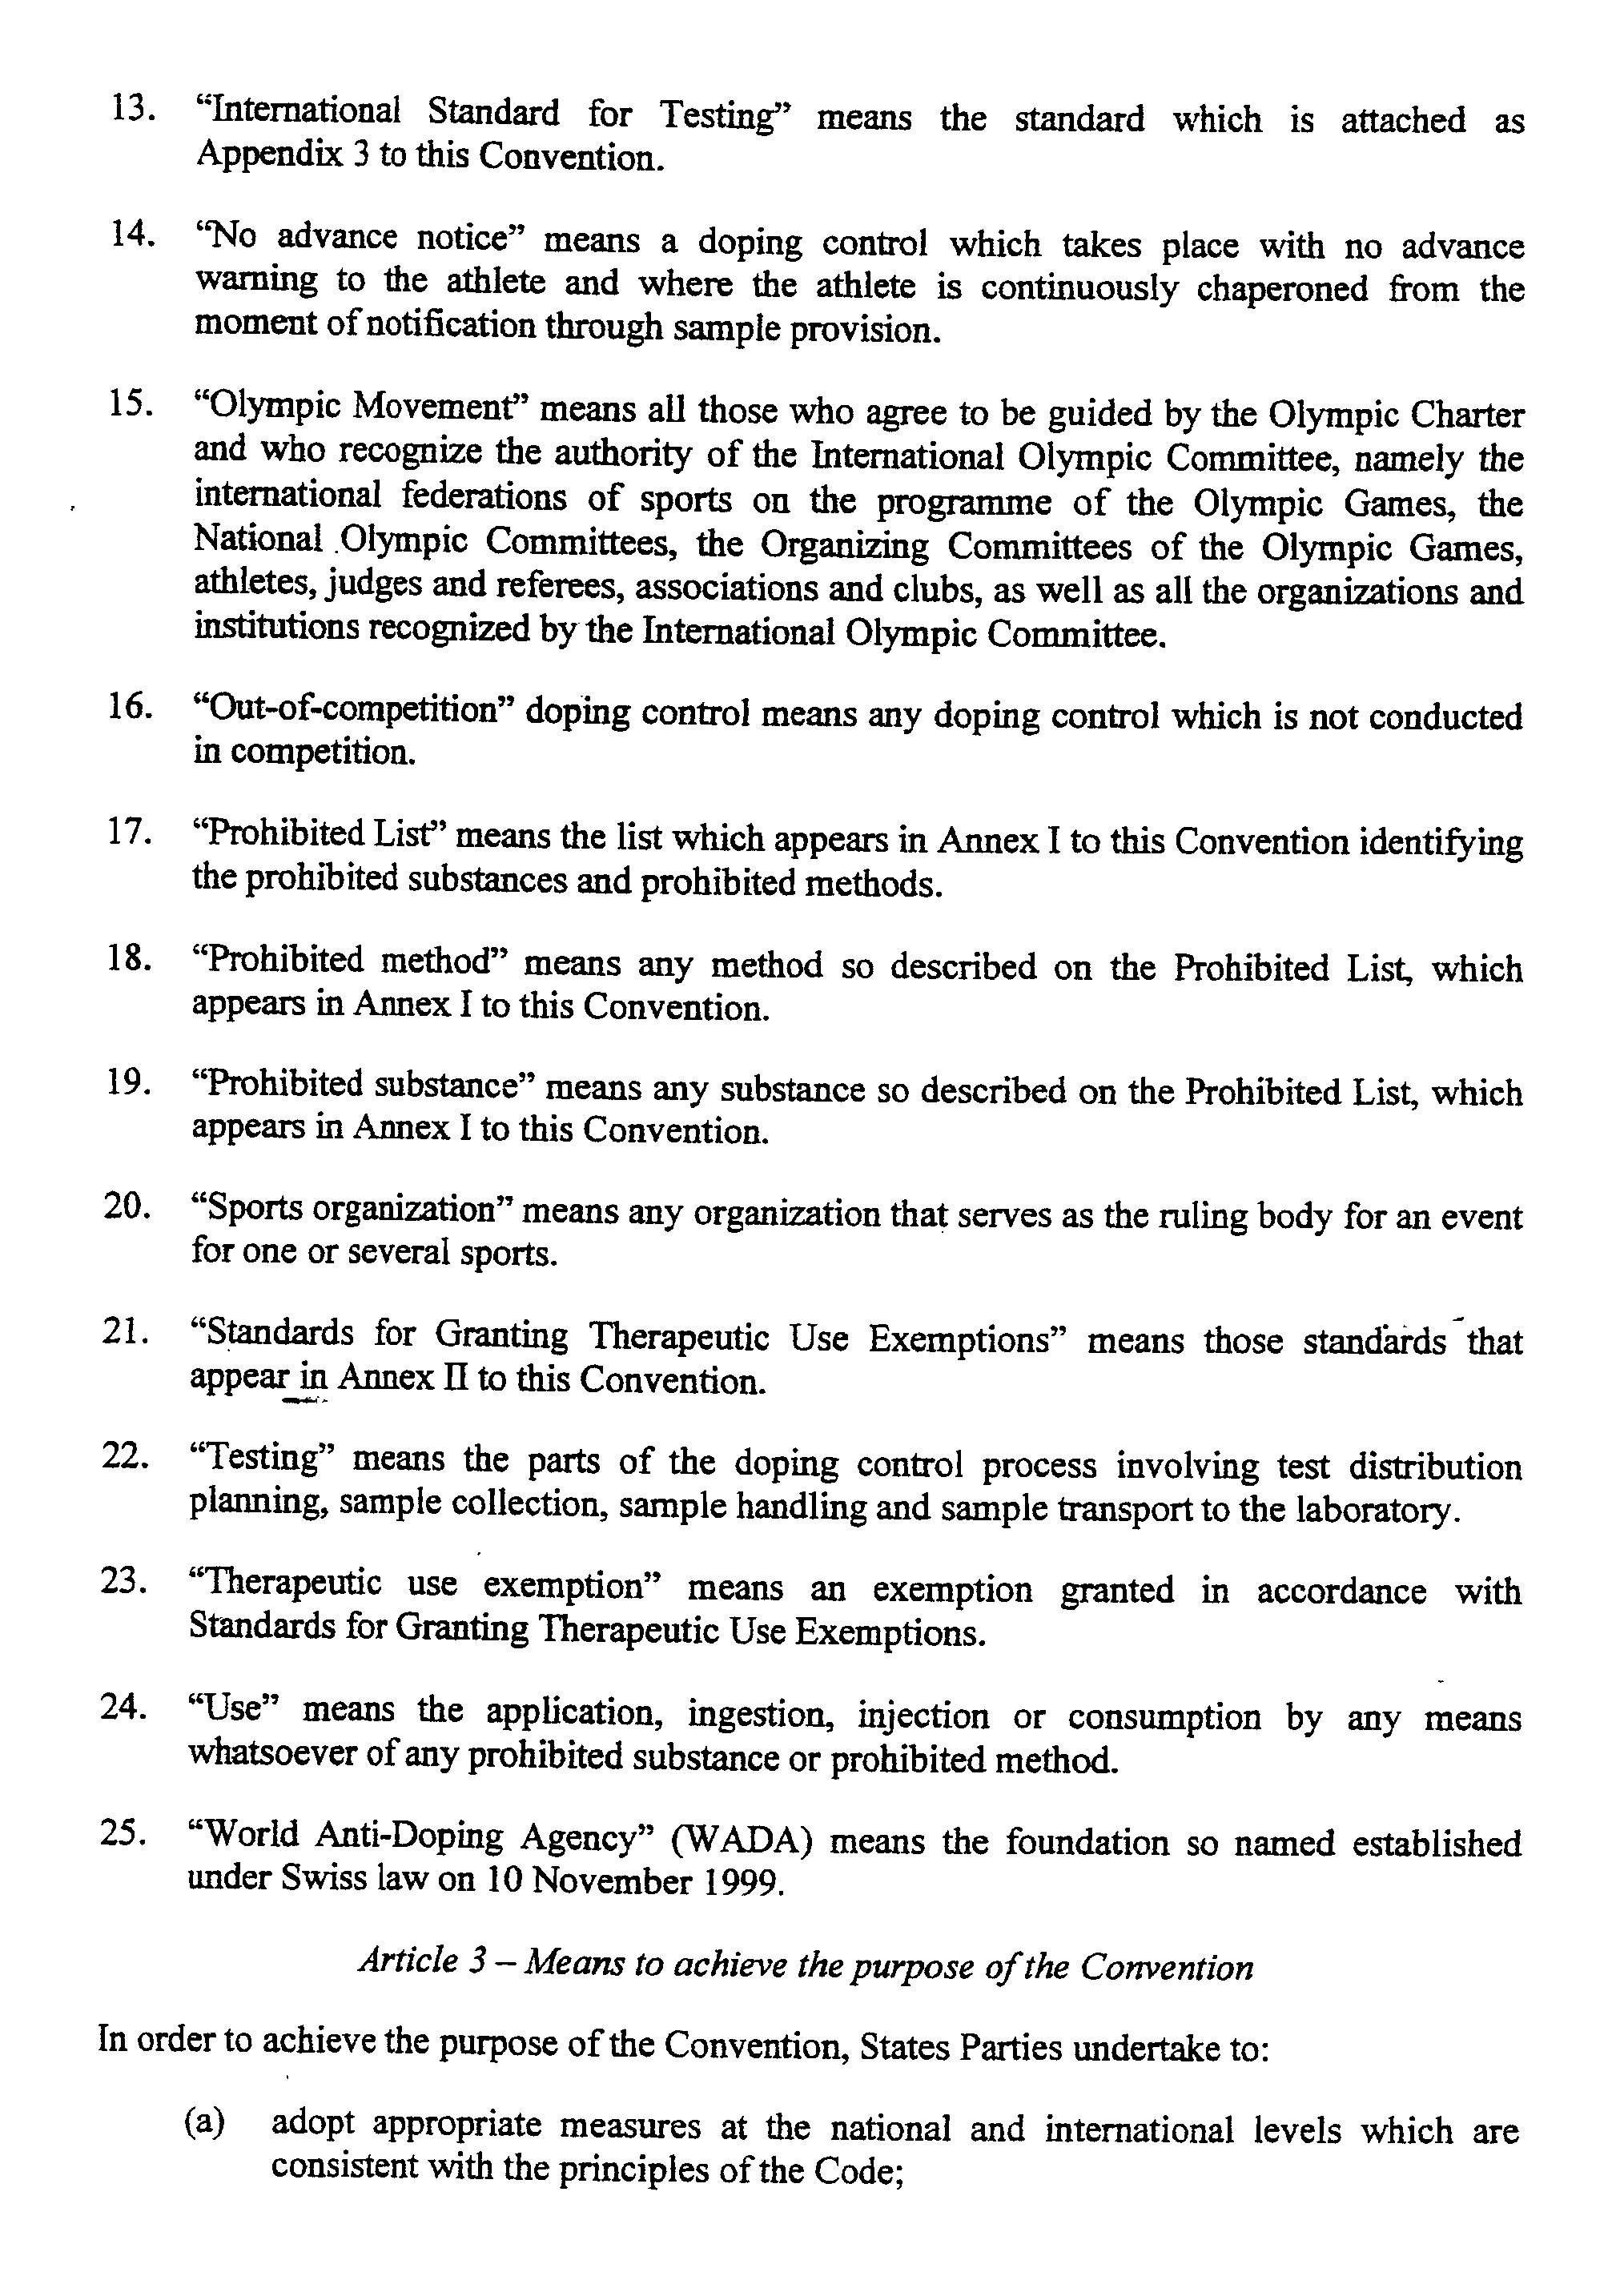 13. “International Standard for Testing” means the standard which is attached as
Appendix 3 to this Convention.
14. “No advance notice” means a doping control which takes place with no advance
warning to the athlete and where the athlete is continuously chaperoned from the
moment of notification through sample provision.
15. “Olympic Movement” means all those who agree to be guided by the Olympic Charter
and who recognize the authority of the International Olympic Committee, namely the
international federations of sports on the programme of the Olympic Games, the
National Olympic Committees, the Organizing Committees of the Olympic Games,
athletes, judges and referees, associations and clubs, as well as all the organizations and
institutions recognized by the International Olympic Committee.
16. “Out-of-competition” doping control means any doping control which is not conducted
in competition.
17. “Prohibited List” means the list which appears in Annex I to this Convention identifying
the prohibited substances and prohibited methods.
18. “Prohibited method” means any method so described on the Prohibited List, which
appears in Annex I to this Convention.
19. “Prohibited substance” means any substance so described on the Prohibited List, which
appears in Annex I to this Convention.
20. “Sports organization” means any organization that serves as the ruling body for an event
for one or several sports.
21. “Standards for Granting Therapeutic Use Exemptions” means those standards that
appear in Annex II to this Convention.
22. “Testing” means the parts of the doping control process involving test distribution
planning, sample collection, sample handling and sample transport to the laboratory.
23. “Therapeutic use exemption” means an exemption granted in accordance with
Standards for Granting Therapeutic Use Exemptions.
24. “Use” means the application, ingestion, injection or consumption by any means
whatsoever of any prohibited substance or prohibited method.
25. “World Anti-Doping Agency” (WADA) means the foundation so named established
under Swiss law on 10 November 1999.
Article 3 – Means to achieve the purpose of the Convention
In order to achieve the purpose of the Convention, States Parties undertake to:
(a) adopt appropriate measures at the national and international levels which are
consistent with the principles of the Code;